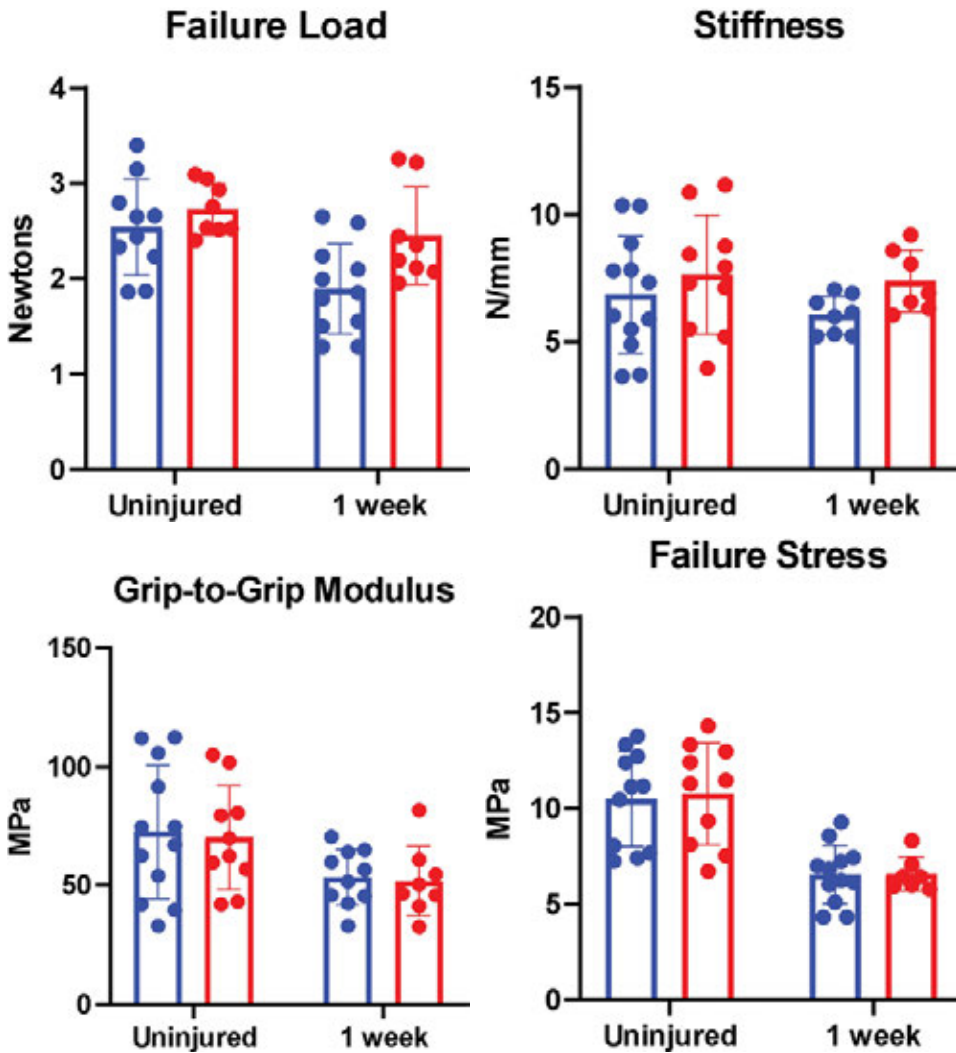 Failure Load
Newtons
4
3
2
1
0
Uninjured 1 week
Stiffness
N/mm
15
10
5
0
Uninjured 1 week
Grip-to-Grip Modulus
MPa
150
100
50
0
Uninjured 1 week
Failure Stress
MPa
20
15
10
5
0
Uninjured 1 week